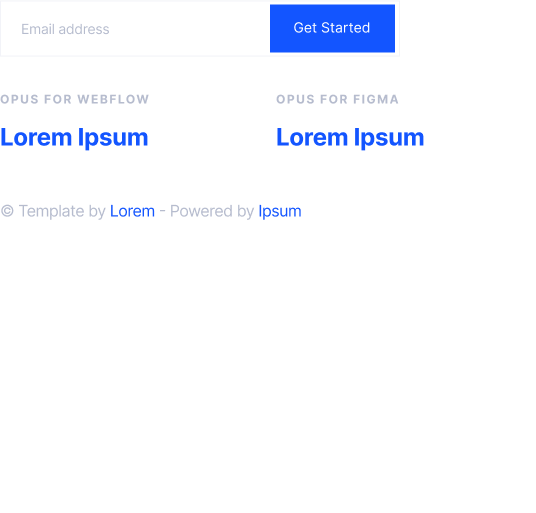 Email address
Get Started
OPUS FOR WEBFLOW
Lorem Ipsum
OPUS FOR FIGMA
Lorem Ipsum
© Template by Lorem - Powered by Ipsum